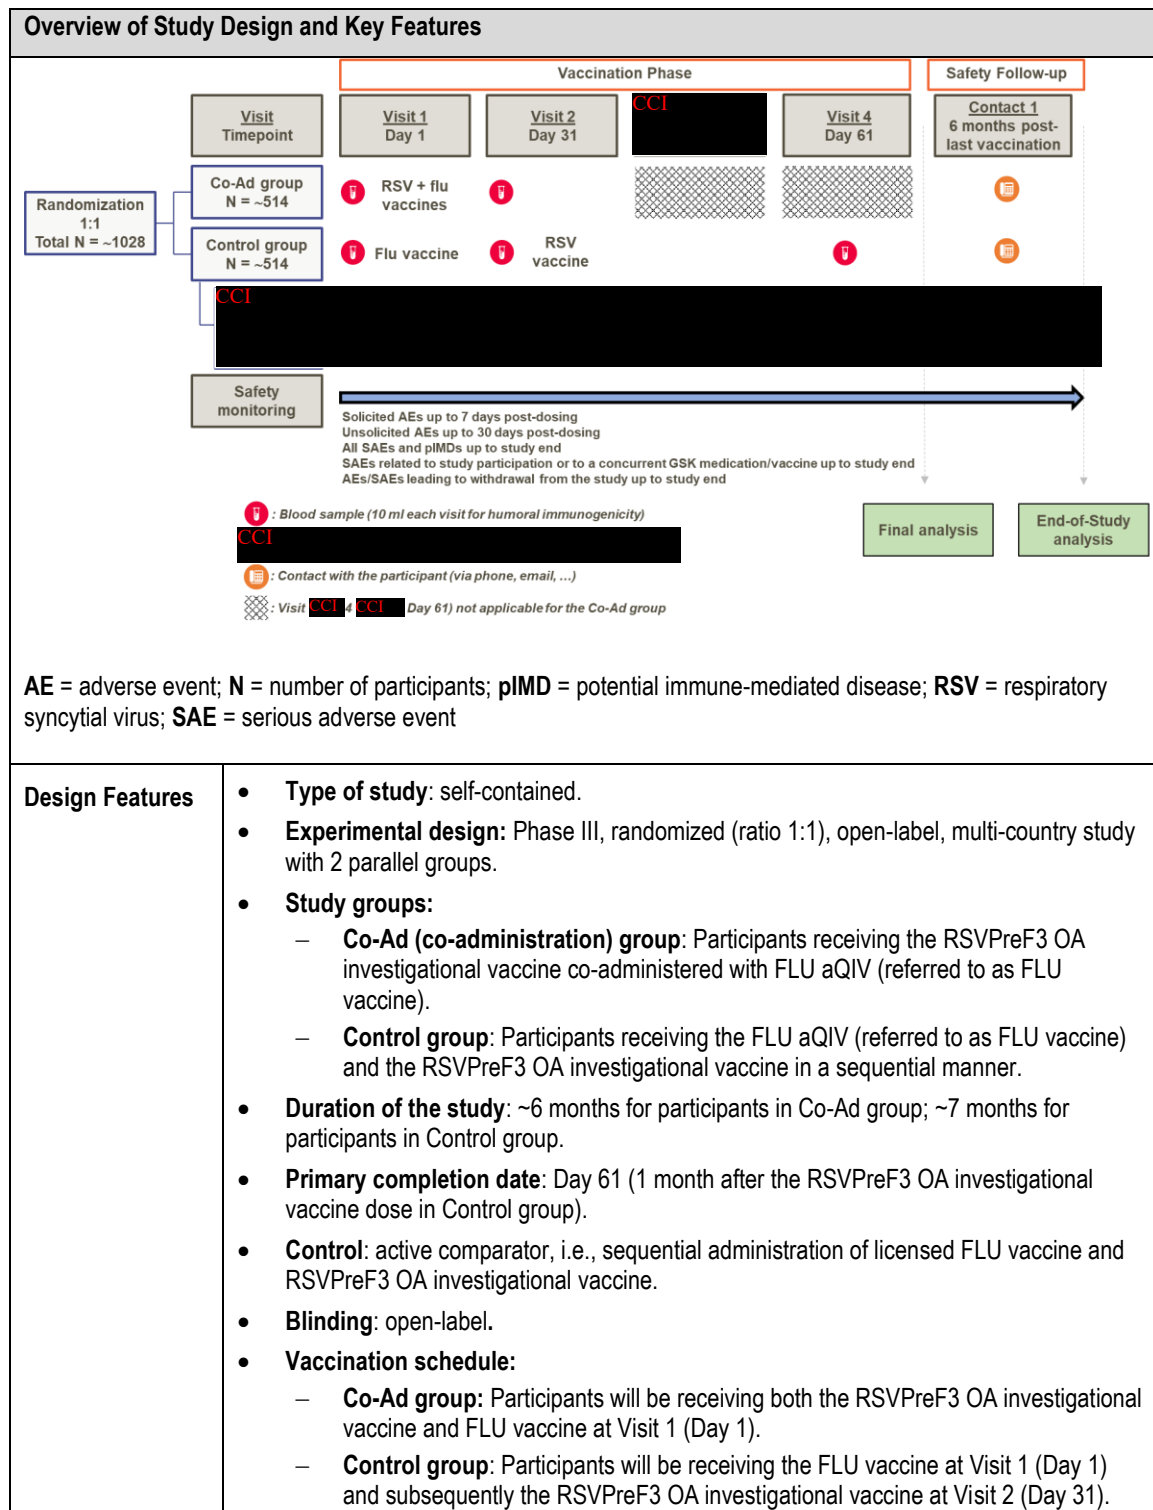 Overview of Study Design and Key Features
Vaccination Phase
Safety Follow-up
Visit
Timepoint
Visit 1
Day 1
Visit 2
Day 31
CCI
Visit 4
Day 61
Contact 1
6 months post-
last vaccination
Randomization
1:1
Total N = ~1028
Co-Ad group
N = ~514
RSV + flu
vaccines
Control group
N = ~514
Flu vaccine
RSV
vaccine
CCI
Safety
monitoring
Solicited AEs up to 7 days post-dosing
Unsolicited AEs up to 30 days post-dosing
All SAEs and pIMDs up to study end
SAEs related to study participation or to a concurrent GSK medication/vaccine up to study end
AEs/SAEs leading to withdrawal from the study up to study end
: Blood sample (10 ml each visit for humoral immunogenicity)
CCI
: Contact with the participant (via phone, email, ...)
: Visit CCI 4 CCI Day 61) not applicable for the Co-Ad group
Final analysis
End-of-Study
analysis
AE = adverse event; N = number of participants; pIMD = potential immune-mediated disease; RSV = respiratory
syncytial virus; SAE = serious adverse event
Design Features
• Type of study: self-contained.
• Experimental design: Phase III, randomized (ratio 1:1), open-label, multi-country study
with 2 parallel groups.
• Study groups:
– Co-Ad (co-administration) group: Participants receiving the RSVPreF3 OA
investigational vaccine co-administered with FLU aQIV (referred to as FLU
vaccine).
– Control group: Participants receiving the FLU aQIV (referred to as FLU vaccine)
and the RSVPreF3 OA investigational vaccine in a sequential manner.
• Duration of the study: ~6 months for participants in Co-Ad group; ~7 months for
participants in Control group.
• Primary completion date: Day 61 (1 month after the RSVPreF3 OA investigational
vaccine dose in Control group).
• Control: active comparator, i.e., sequential administration of licensed FLU vaccine and
RSVPreF3 OA investigational vaccine.
• Blinding: open-label.
• Vaccination schedule:
– Co-Ad group: Participants will be receiving both the RSVPreF3 OA investigational
vaccine and FLU vaccine at Visit 1 (Day 1).
– Control group: Participants will be receiving the FLU vaccine at Visit 1 (Day 1)
and subsequently the RSVPreF3 OA investigational vaccine at Visit 2 (Day 31).